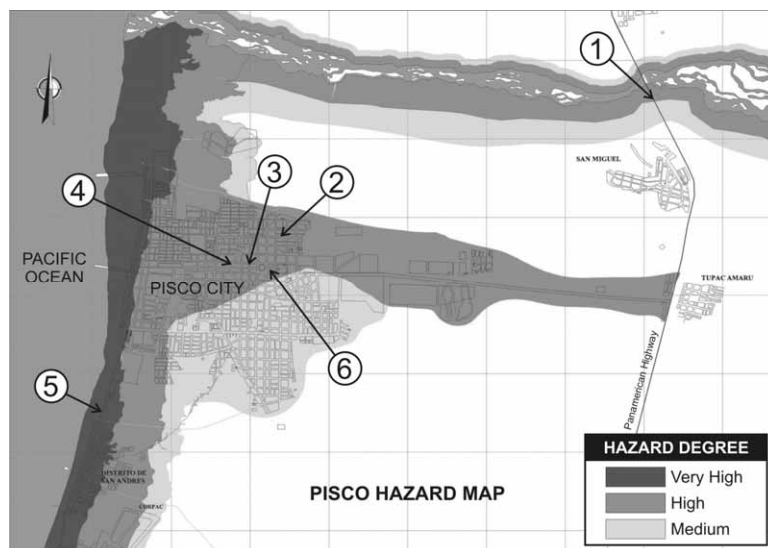 1
SAN MIGUEL
2
3
4
PACIFIC
OCEAN
PISCO CITY
TUPAC AMARU
6
5
Panamerican Highway
DISTRITO DE
SAN ANDRES
CORPAC
PISCO HAZARD MAP
HAZARD DEGREE
Very High
High
Medium